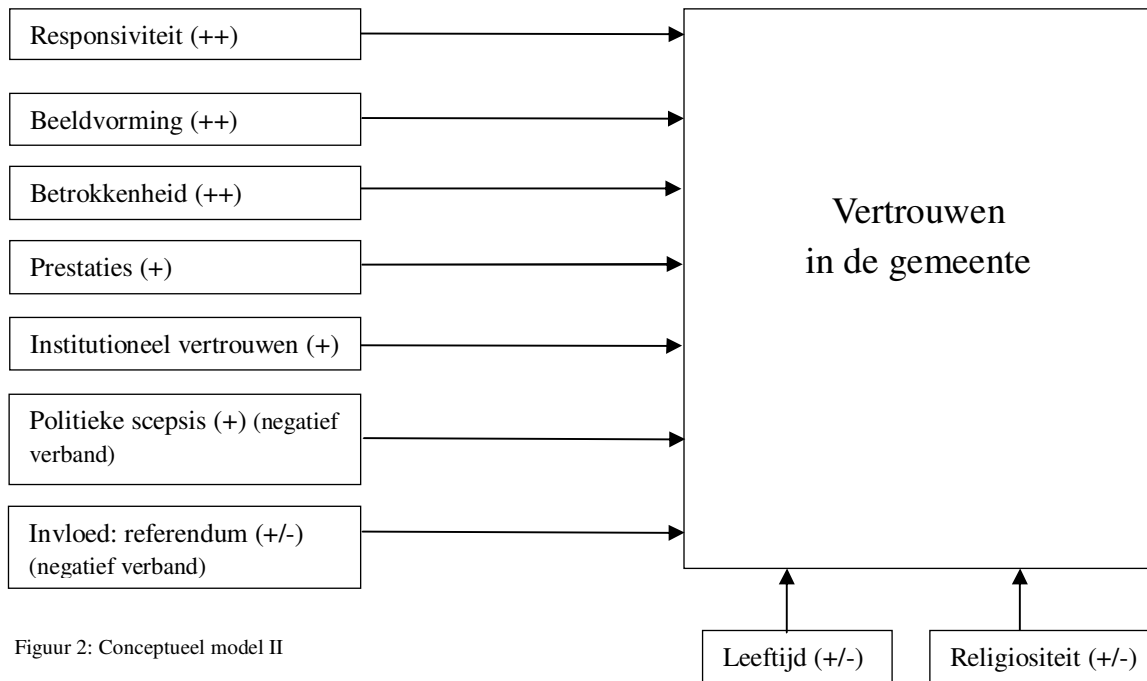 Responsiviteit (++)
Beeldvorming (++)
Betrokkenheid (++)
Prestaties (+)
Institutioneel vertrouwen (+)
Politieke scepsis (+) (negatief
verband)
Invloed: referendum (+/-)
(negatief verband)
Vertrouwen
in de gemeente
Leeftijd (+/-)
Religiositeit (+/-)
Figuur 2: Conceptueel model II